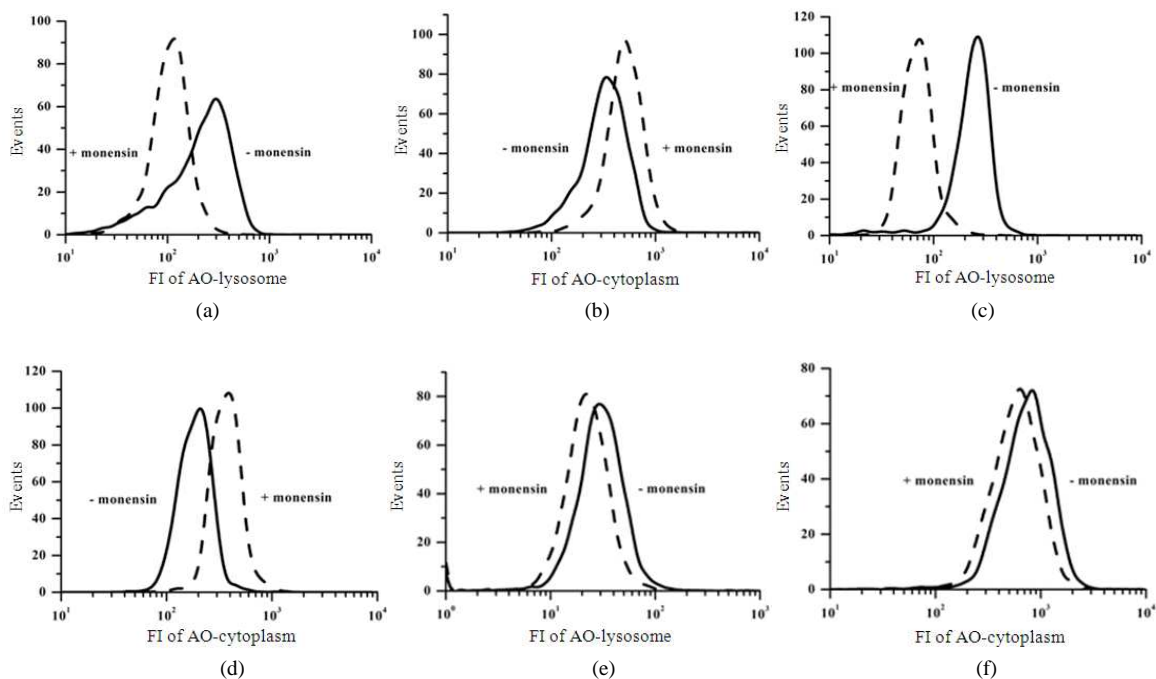 100
80
60
40
20
0
Events
+ monensin
- monensin
10¹ 10² 10³ 10⁴
FI of AO-lysosome
(a)
100
80
60
40
20
0
Events
- monensin
+ monensin
10¹ 10² 10³ 10⁴
FI of AO-cytoplasm
(b)
120
100
80
60
40
20
0
Events
+ monensin
- monensin
10¹ 10² 10³ 10⁴
FI of AO-lysosome
(c)
120
100
80
60
40
20
0
Events
- monensin
+ monensin
10¹ 10² 10³ 10⁴
FI of AO-cytoplasm
(d)
80
60
40
20
0
Events
+ monensin
- monensin
10⁰ 10¹ 10² 10³
FI of AO-lysosome
(e)
80
60
40
20
0
Events
+ monensin
- monensin
10¹ 10² 10³ 10⁴
FI of AO-cytoplasm
(f)